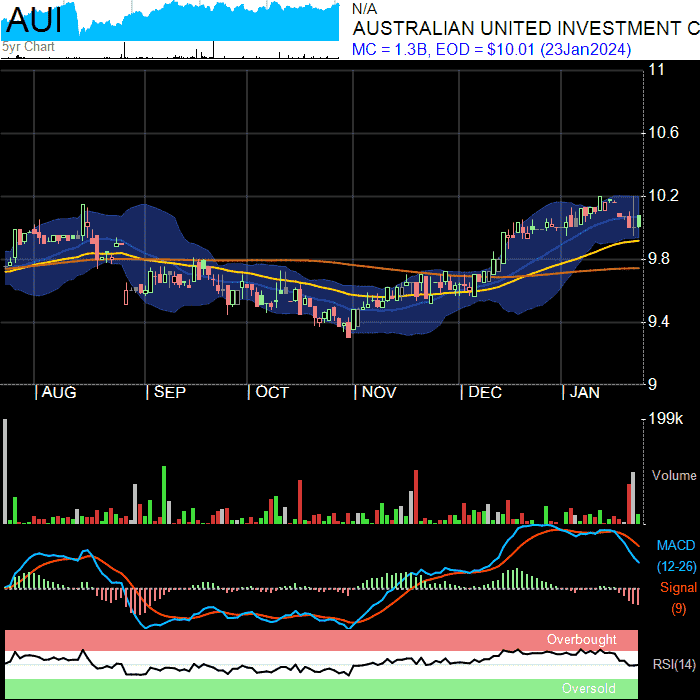 AUI
N/A
AUSTRALIAN UNITED INVESTMENT C
5yr Chart
MC = 1.3B, EOD = $10.01 (23Jan2024)
11
10.6
10.2
9.8
9.4
9
| AUG | SEP | OCT | NOV | DEC | JAN
199k
Volume
MACD
(12-26)
Signal
(9)
Overbought
RSI(14)
Oversold